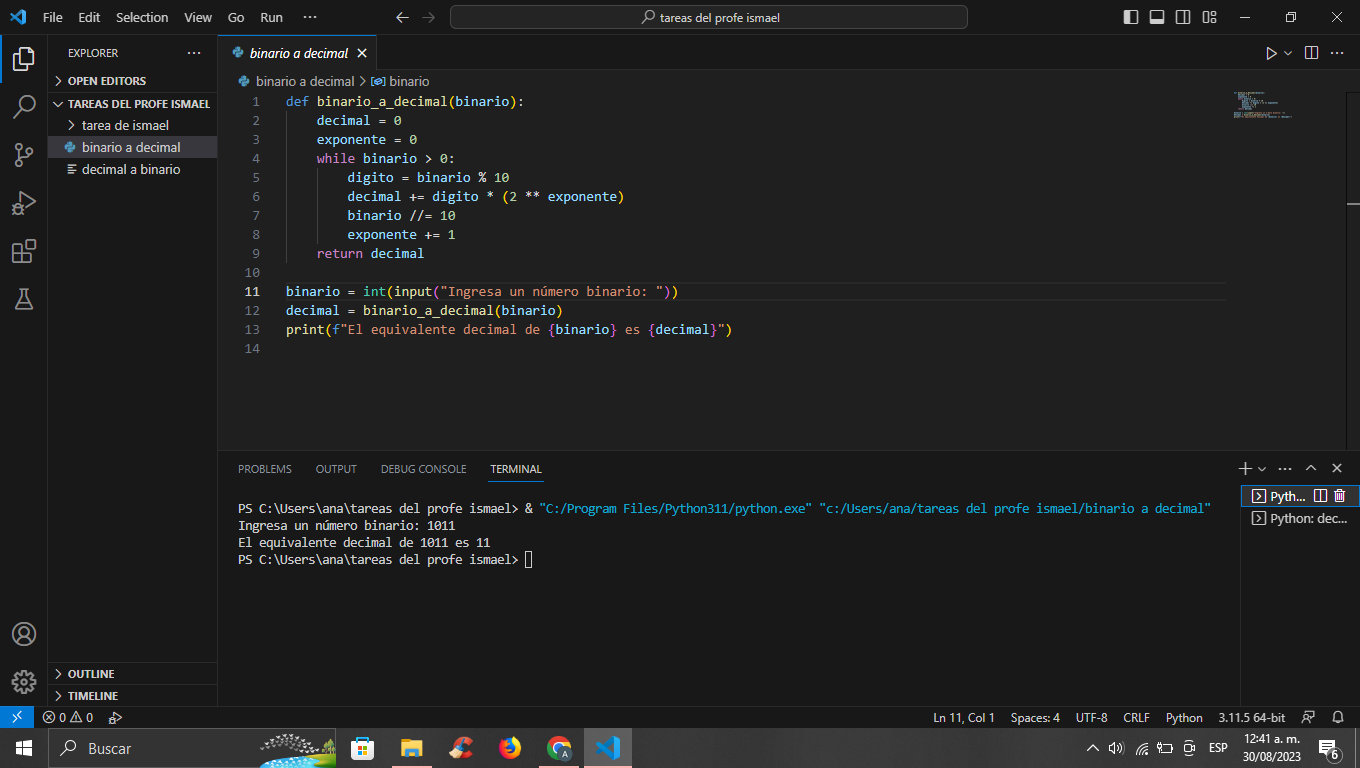 File Edit Selection View Go Run ··· tareas del profe ismael
EXPLORER ···
OPEN EDITORS
TAREAS DEL PROFE ISMAEL
tarea de ismael
binario a decimal
decimal a binario
OUTLINE
TIMELINE
binario a decimal
binario a decimal > binario
1 def binario_a_decimal(binario):
2     decimal = 0
3     exponente = 0
4     while binario > 0:
5         digito = binario % 10
6         decimal += digito * (2 ** exponente)
7         binario //= 10
8         exponente += 1
9     return decimal
10
11 binario = int(input("Ingresa un número binario: "))
12 decimal = binario_a_decimal(binario)
13 print(f"El equivalente decimal de {binario} es {decimal}")
14
PROBLEMS OUTPUT DEBUG CONSOLE TERMINAL
PS C:\Users\ana\tareas del profe ismael> & "C:/Program Files/Python311/python.exe" "c:/Users/ana/tareas del profe ismael/binario a decimal"
Ingresa un número binario: 1011
El equivalente decimal de 1011 es 11
PS C:\Users\ana\tareas del profe ismael>
Pyth...
Python: dec...
0 0 Ln 11, Col 1 Spaces: 4 UTF-8 CRLF Python 3.11.5 64-bit
Buscar
A
ESP
12:41 a. m.
30/08/2023
6